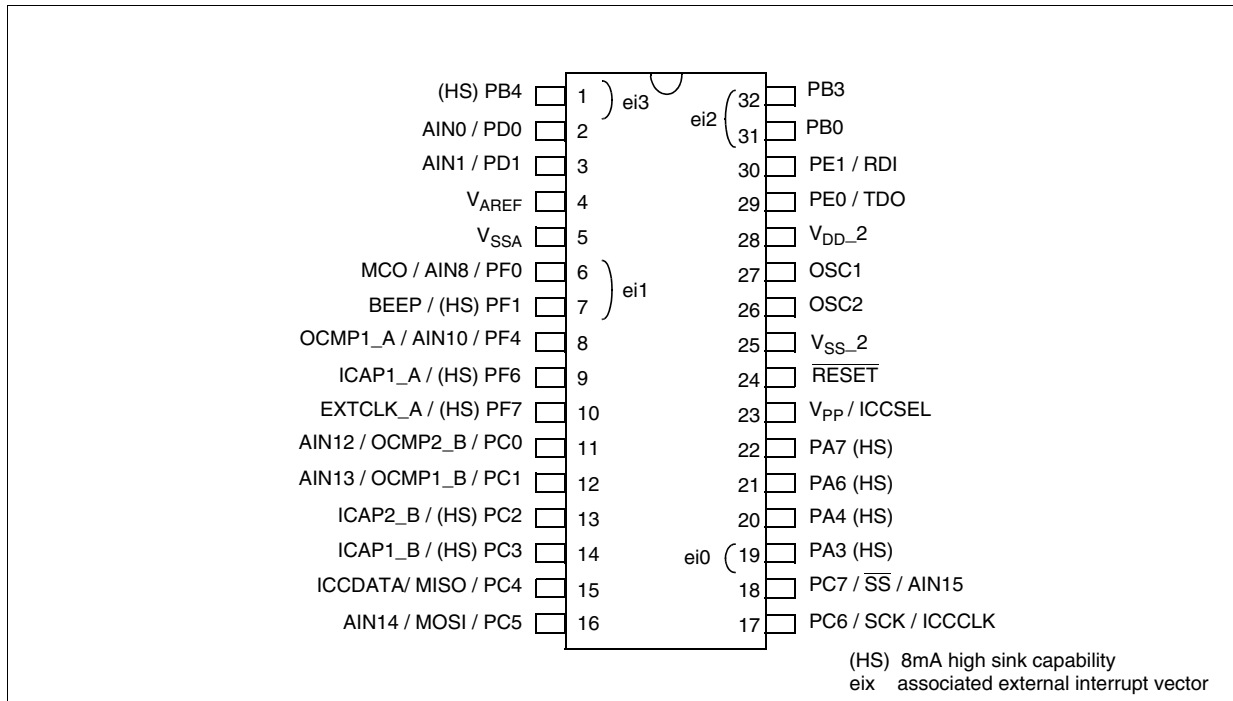 (HS) PB4 1 ei3
AIN0 / PD0 2
AIN1 / PD1 3
VAREF 4
VSSA 5
MCO / AIN8 / PF0 6
ei1
BEEP / (HS) PF1 7
OCMP1_A / AIN10 / PF4 8
ICAP1_A / (HS) PF6 9
EXTCLK_A / (HS) PF7 10
AIN12 / OCMP2_B / PC0 11
AIN13 / OCMP1_B / PC1 12
ICAP2_B / (HS) PC2 13
ICAP1_B / (HS) PC3 14
ICCDATA/ MISO / PC4 15
AIN14 / MOSI / PC5 16
32 PB3
ei2
31 PB0
30 PE1 / RDI
29 PE0 / TDO
28 VDD_2
27 OSC1
26 OSC2
25 VSS_2
24 RESET
23 VPP / ICCSEL
22 PA7 (HS)
21 PA6 (HS)
20 PA4 (HS)
ei0 19 PA3 (HS)
18 PC7 / SS / AIN15
17 PC6 / SCK / ICCCLK
(HS) 8mA high sink capability
eix associated external interrupt vector